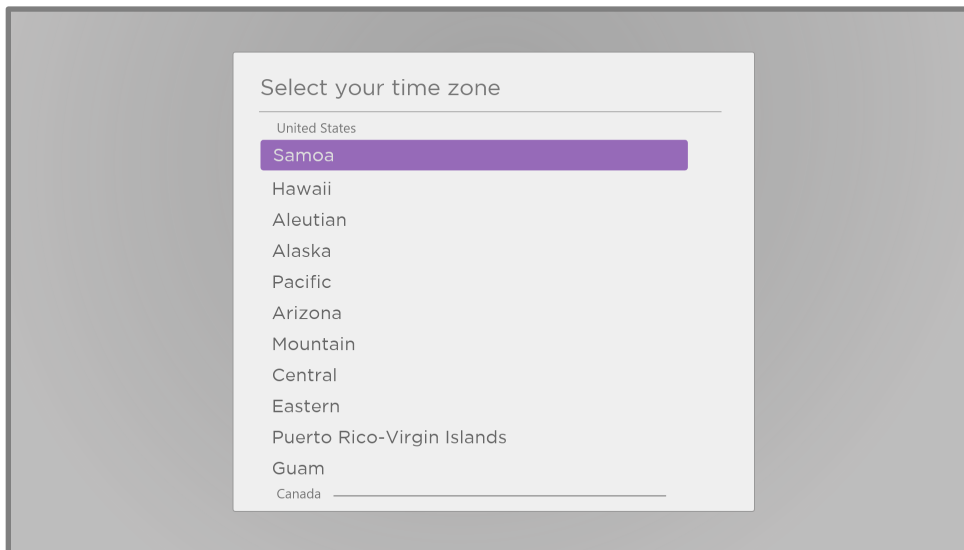 Select your time zone
United States
Samoa
Hawaii
Aleutian
Alaska
Pacific
Arizona
Mountain
Central
Eastern
Puerto Rico-Virgin Islands
Guam
Canada